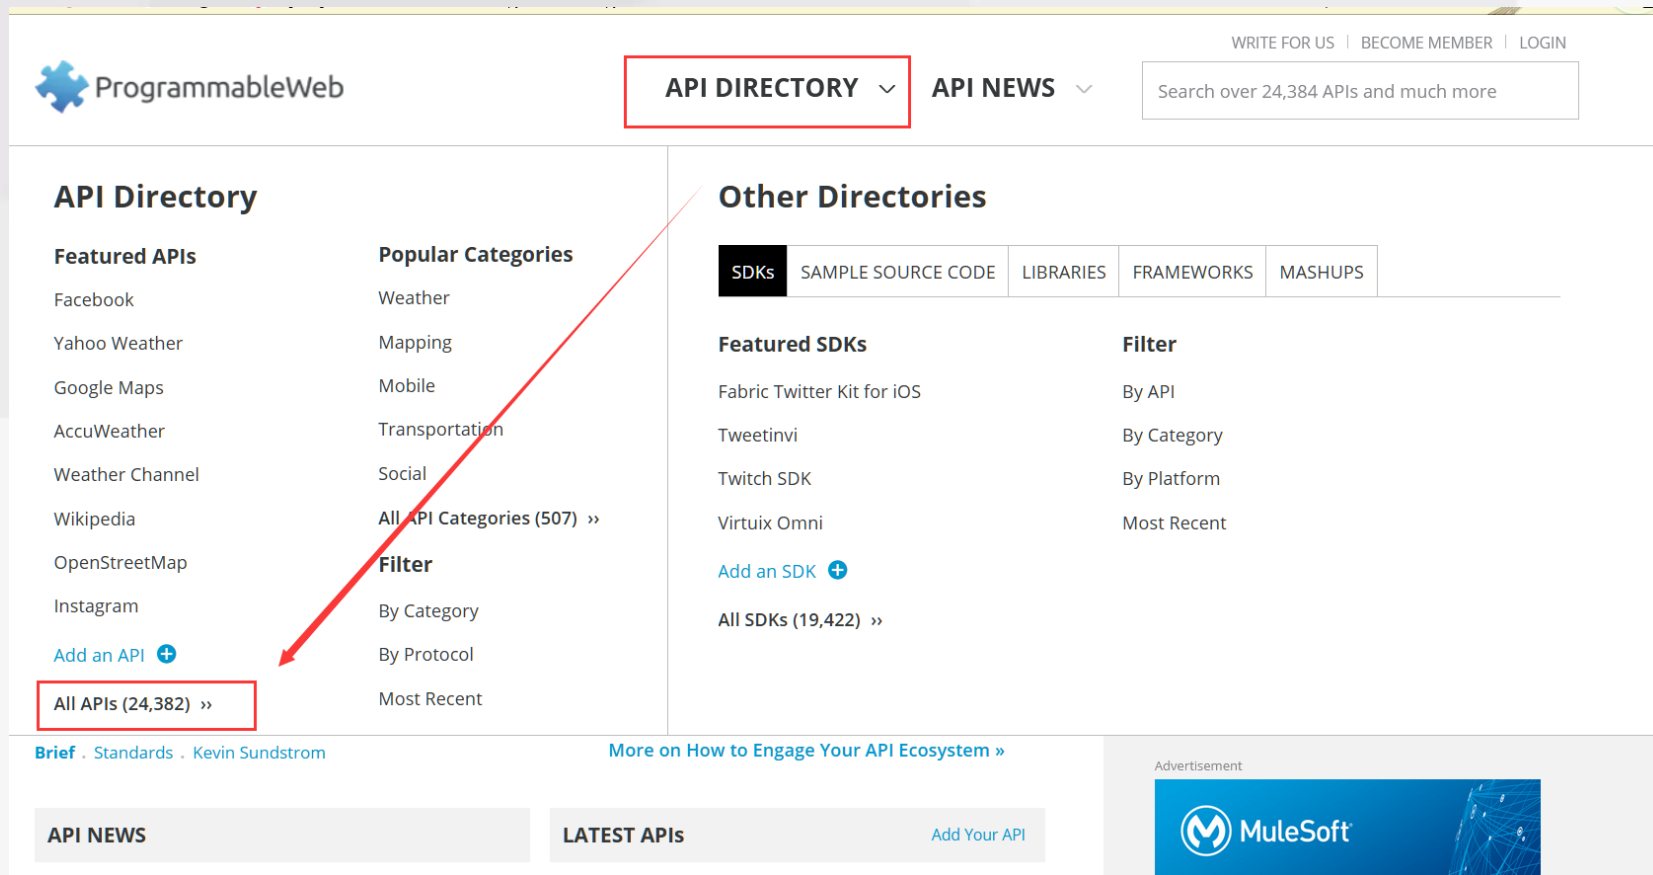 WRITE FOR US
BECOME MEMBER
LOGIN
ProgrammableWeb
API DIRECTORY
API NEWS
Search over 24,384 APIs and much more
API Directory
Featured APIs
Facebook
Yahoo Weather
Google Maps
AccuWeather
Weather Channel
Wikipedia
OpenStreetMap
Instagram
Add an API
All APIs (24,382) ››
Popular Categories
Weather
Mapping
Mobile
Transportation
Social
All API Categories (507) ››
Filter
By Category
By Protocol
Most Recent
Other Directories
SDKs
SAMPLE SOURCE CODE
LIBRARIES
FRAMEWORKS
MASHUPS
Featured SDKs
Fabric Twitter Kit for iOS
Tweetinvi
Twitch SDK
Virtuix Omni
Add an SDK
All SDKs (19,422) ››
Filter
By API
By Category
By Platform
Most Recent
Brief . Standards . Kevin Sundstrom
More on How to Engage Your API Ecosystem »
API NEWS
LATEST APIs
Add Your API
Advertisement
MuleSoft